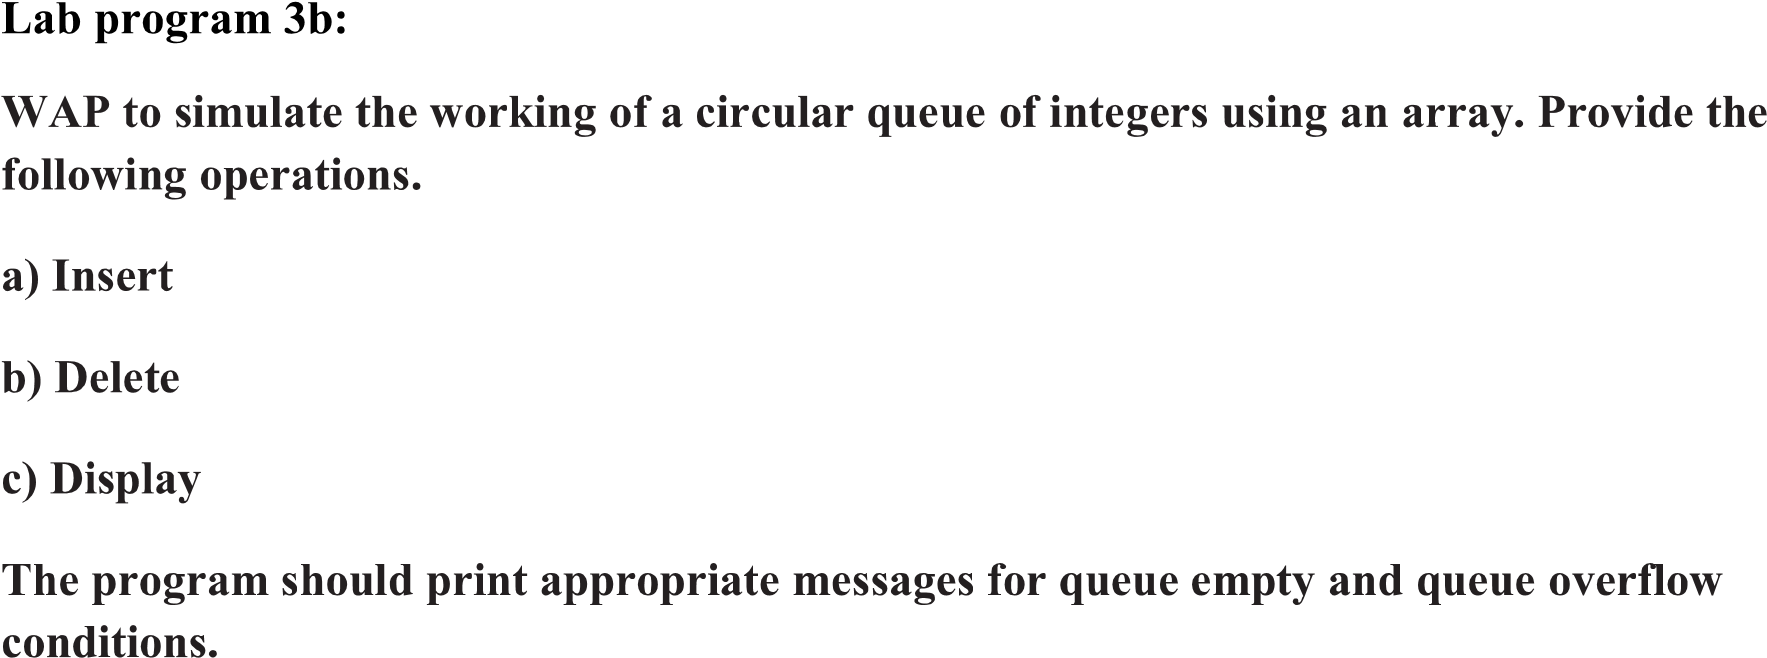 Lab program 3b:
WAP to simulate the working of a circular queue of integers using an array. Provide the
following operations.
a) Insert
b) Delete
c) Display
The program should print appropriate messages for queue empty and queue overflow
conditions.